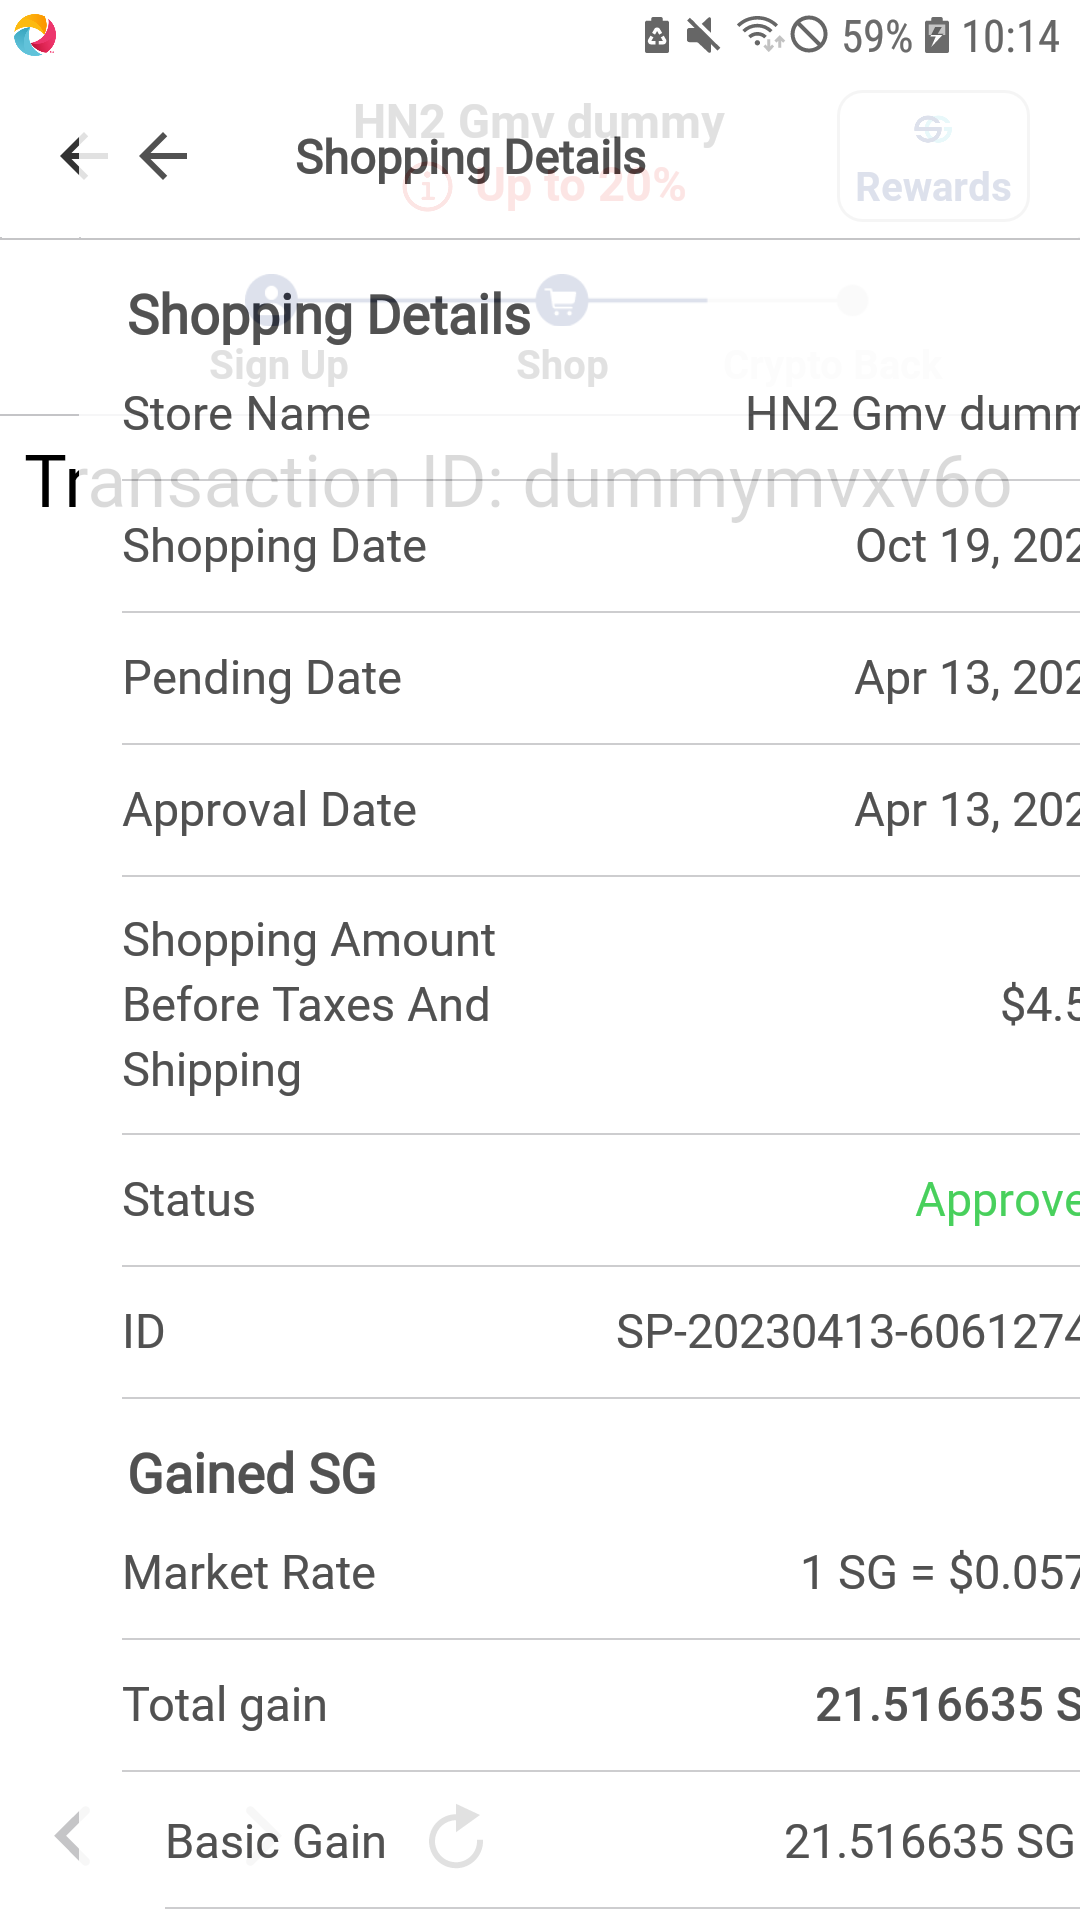 59% 10:14
HN2 Gmv dummy
Shopping Details
Up to 20%
Rewards
Shopping Details
Sign Up Shop Crypto Back
Store Name HN2 Gmv dumm
Transaction ID: dummymvxv6o
Shopping Date Oct 19, 202
Pending Date Apr 13, 202
Approval Date Apr 13, 202
Shopping Amount
Before Taxes And $4.5
Shipping
Status Approve
ID SP-20230413-6061274
Gained SG
Market Rate 1 SG = $0.057
Total gain 21.516635 S
Basic Gain 21.516635 SG